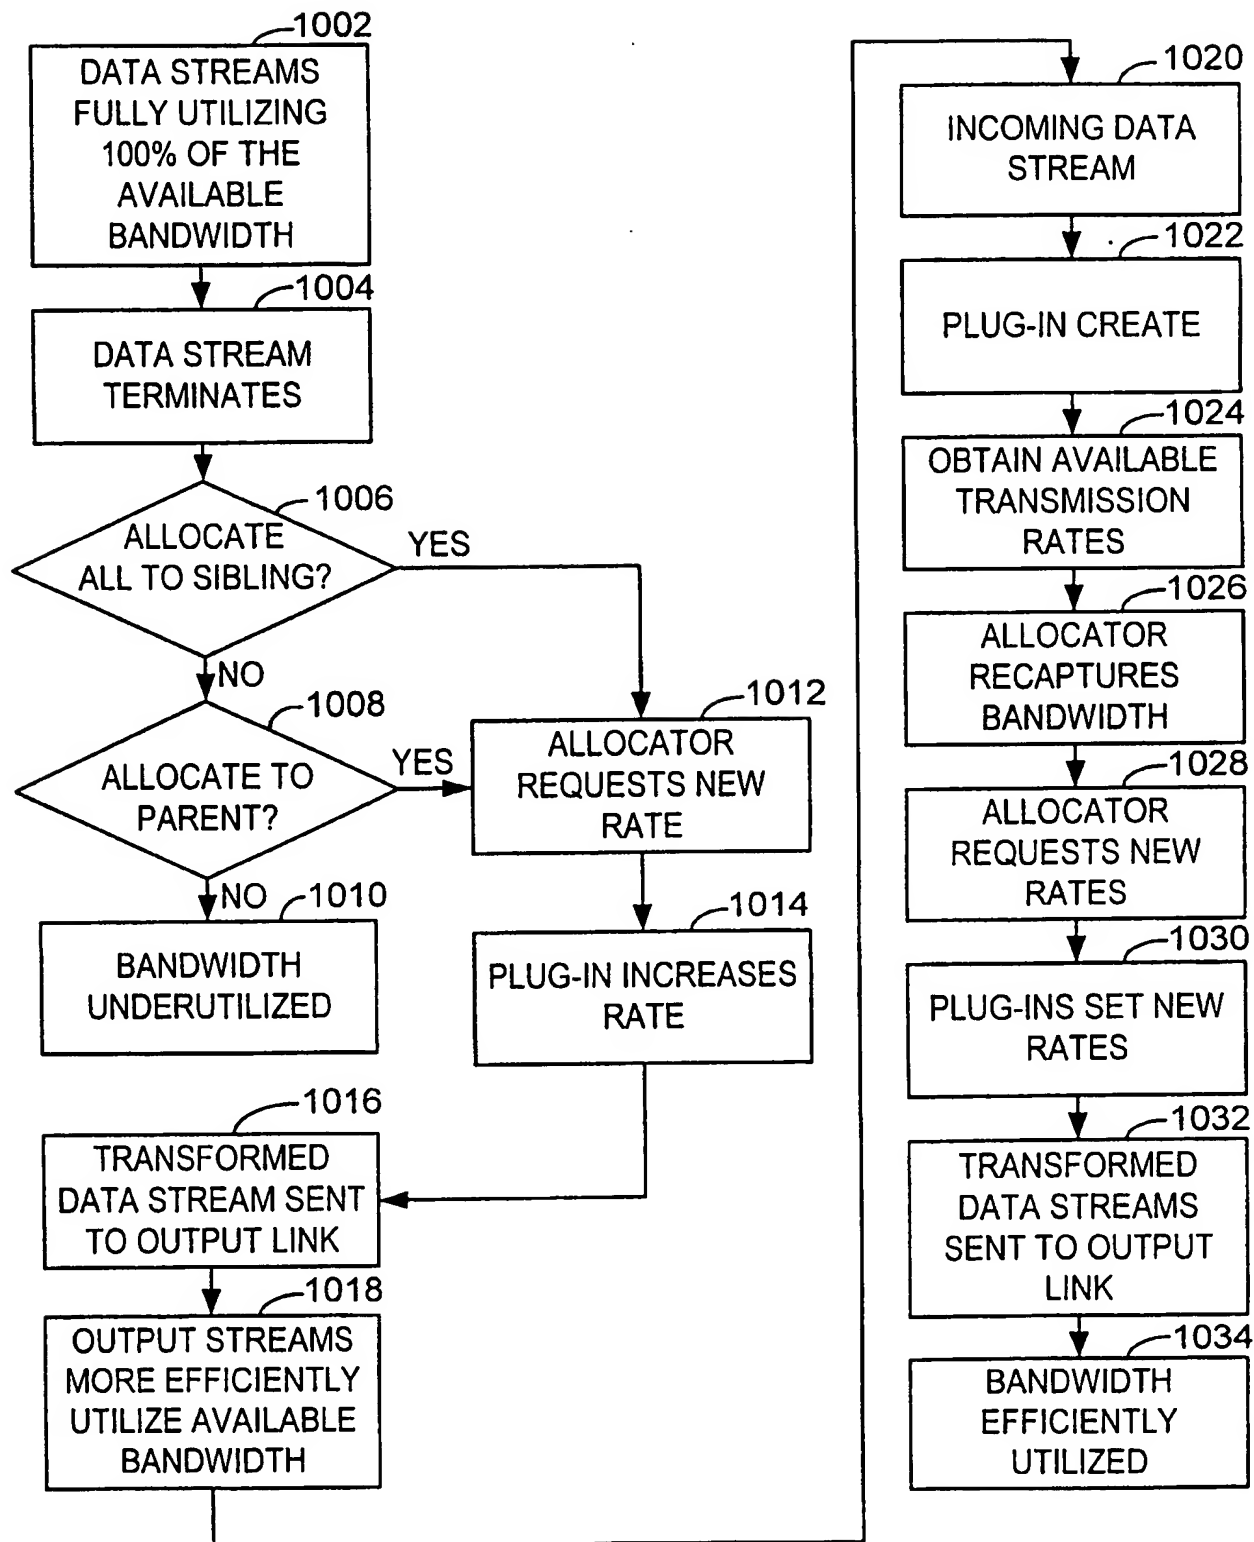 1002
DATA STREAMS
FULLY UTILIZING
100% OF THE
AVAILABLE
BANDWIDTH
1004
DATA STREAM
TERMINATES
1006
ALLOCATE
ALL TO SIBLING?
YES
NO
1008
ALLOCATE TO
PARENT?
YES
NO
1010
BANDWIDTH
UNDERUTILIZED
1012
ALLOCATOR
REQUESTS NEW
RATE
1014
PLUG-IN INCREASES
RATE
1016
TRANSFORMED
DATA STREAM SENT
TO OUTPUT LINK
1018
OUTPUT STREAMS
MORE EFFICIENTLY
UTILIZE AVAILABLE
BANDWIDTH
1020
INCOMING DATA
STREAM
1022
PLUG-IN CREATE
1024
OBTAIN AVAILABLE
TRANSMISSION
RATES
1026
ALLOCATOR
RECAPTURES
BANDWIDTH
1028
ALLOCATOR
REQUESTS NEW
RATES
1030
PLUG-INS SET NEW
RATES
1032
TRANSFORMED
DATA STREAMS
SENT TO OUTPUT
LINK
1034
BANDWIDTH
EFFICIENTLY
UTILIZED